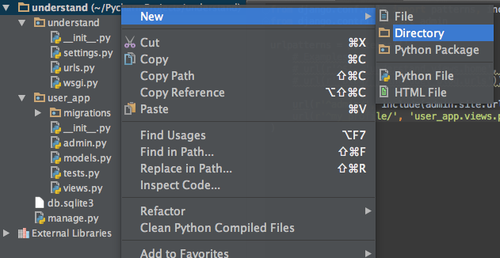 understand (~/Pyc
understand
__init__.py
settings.py
urls.py
wsgi.py
user_app
migrations
__init__.py
admin.py
models.py
tests.py
views.py
db.sqlite3
manage.py
External Libraries
New
Cut ⌘X
Copy ⌘C
Copy Path ⇧⌘C
Copy Reference ⌥⇧⌘C
Paste ⌘V
Find Usages ⌥F7
Find in Path... ⇧⌘F
Replace in Path... ⇧⌘R
Inspect Code...
Refactor
Clean Python Compiled Files
Add to Favorites
File
Directory
Python Package
Python File
HTML File
include(admin.site.ur
le/', 'user_app.views.p